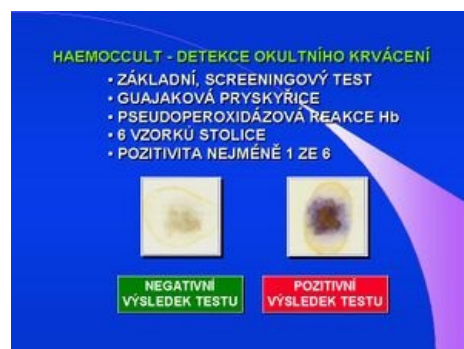 HAEMOCCULT - DETEKCE OKULTNÍHO KRVÁCENÍ
• ZÁKLADNÍ, SCREENINGOVÝ TEST
• GUAJAKOVÁ PRYSKYŘICE
• PSEUDOPEROXIDÁZOVÁ REAKCE Hb
• 6 VZORKŮ STOLICE
• POZITIVITA NEJMÉNĚ 1 ZE 6
NEGATIVNÍ
VÝSLEDEK TESTU
POZITIVNÍ
VÝSLEDEK TESTU